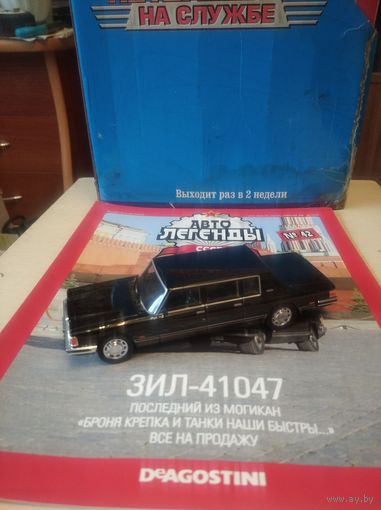 НА СЛУЖБЕ
Выходит раз в 2 недели
АВТО
ЛЕГЕНДЫ
СССР
№ 42
ЗИЛ-41047
ПОСЛЕДНИЙ ИЗ МОГИКАН
«БРОНЯ КРЕПКА И ТАНКИ НАШИ БЫСТРЫ...»
ВСЕ НА ПРОДАЖУ
DEAGOSTINI
www.ay.by